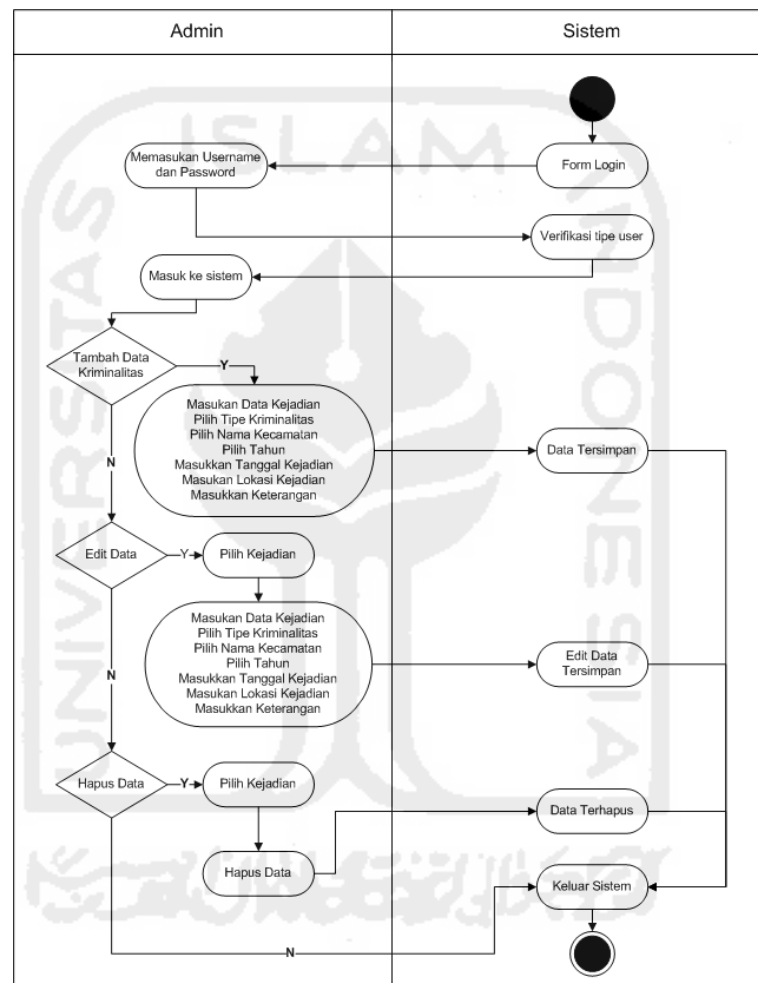 Admin
Sistem
Form Login
Memasukan Username
dan Password
Verifikasi tipe user
Masuk ke sistem
Tambah Data
Kriminalitas
Y
Masukan Data Kejadian
Pilih Tipe Kriminalitas
Pilih Nama Kecamatan
Pilih Tahun
Masukkan Tanggal Kejadian
Masukan Lokasi Kejadian
Masukkan Keterangan
Data Tersimpan
N
Edit Data
Y
Pilih Kejadian
Masukan Data Kejadian
Pilih Tipe Kriminalitas
Pilih Nama Kecamatan
Pilih Tahun
Masukkan Tanggal Kejadian
Masukan Lokasi Kejadian
Masukkan Keterangan
Edit Data
Tersimpan
N
Hapus Data
Y
Pilih Kejadian
Hapus Data
Data Terhapus
Keluar Sistem
N
UNIVERSITAS
ISLAM
INDONESIA